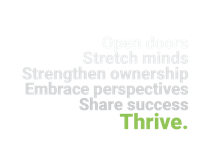 Open doors
Stretch minds
Strengthen ownership
Embrace perspectives
Share success
Thrive.